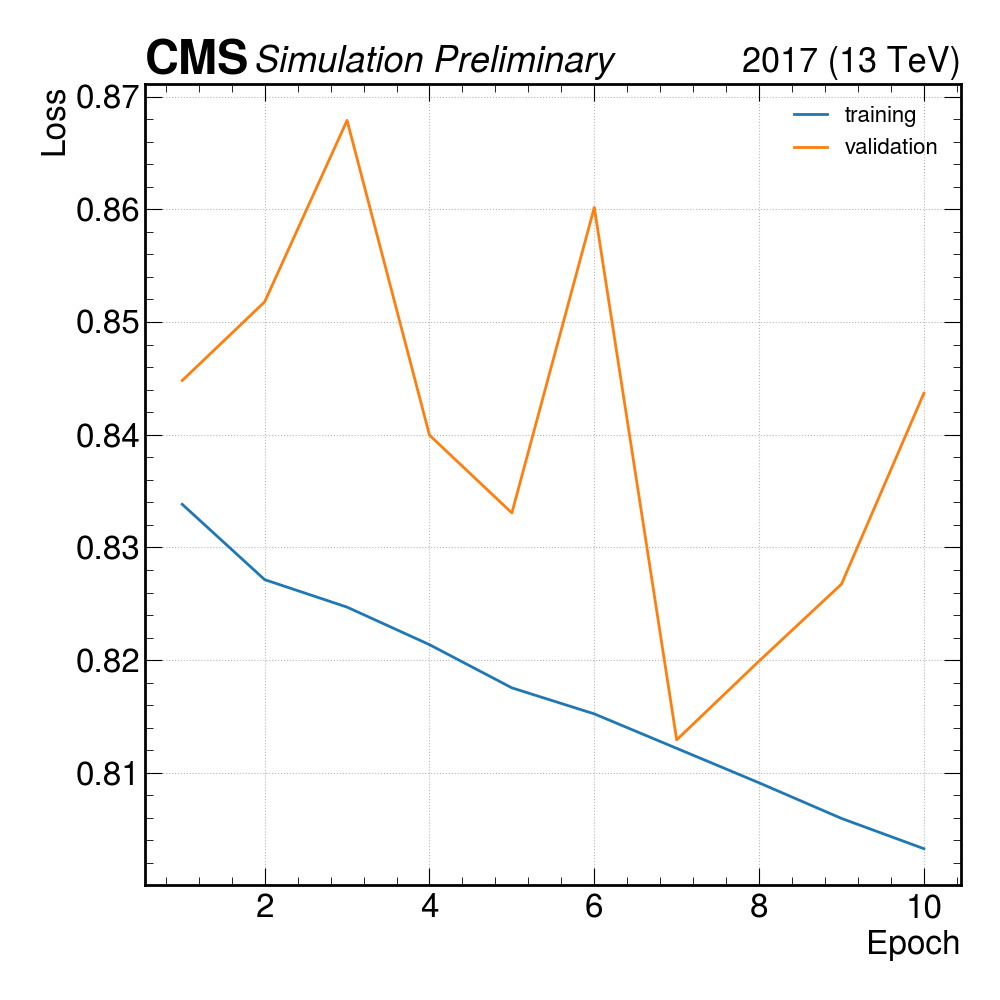 CMS Simulation Preliminary 2017 (13 TeV)
Loss
training
validation
0.87
0.86
0.85
0.84
0.83
0.82
0.81
2 4 6 8 10
Epoch